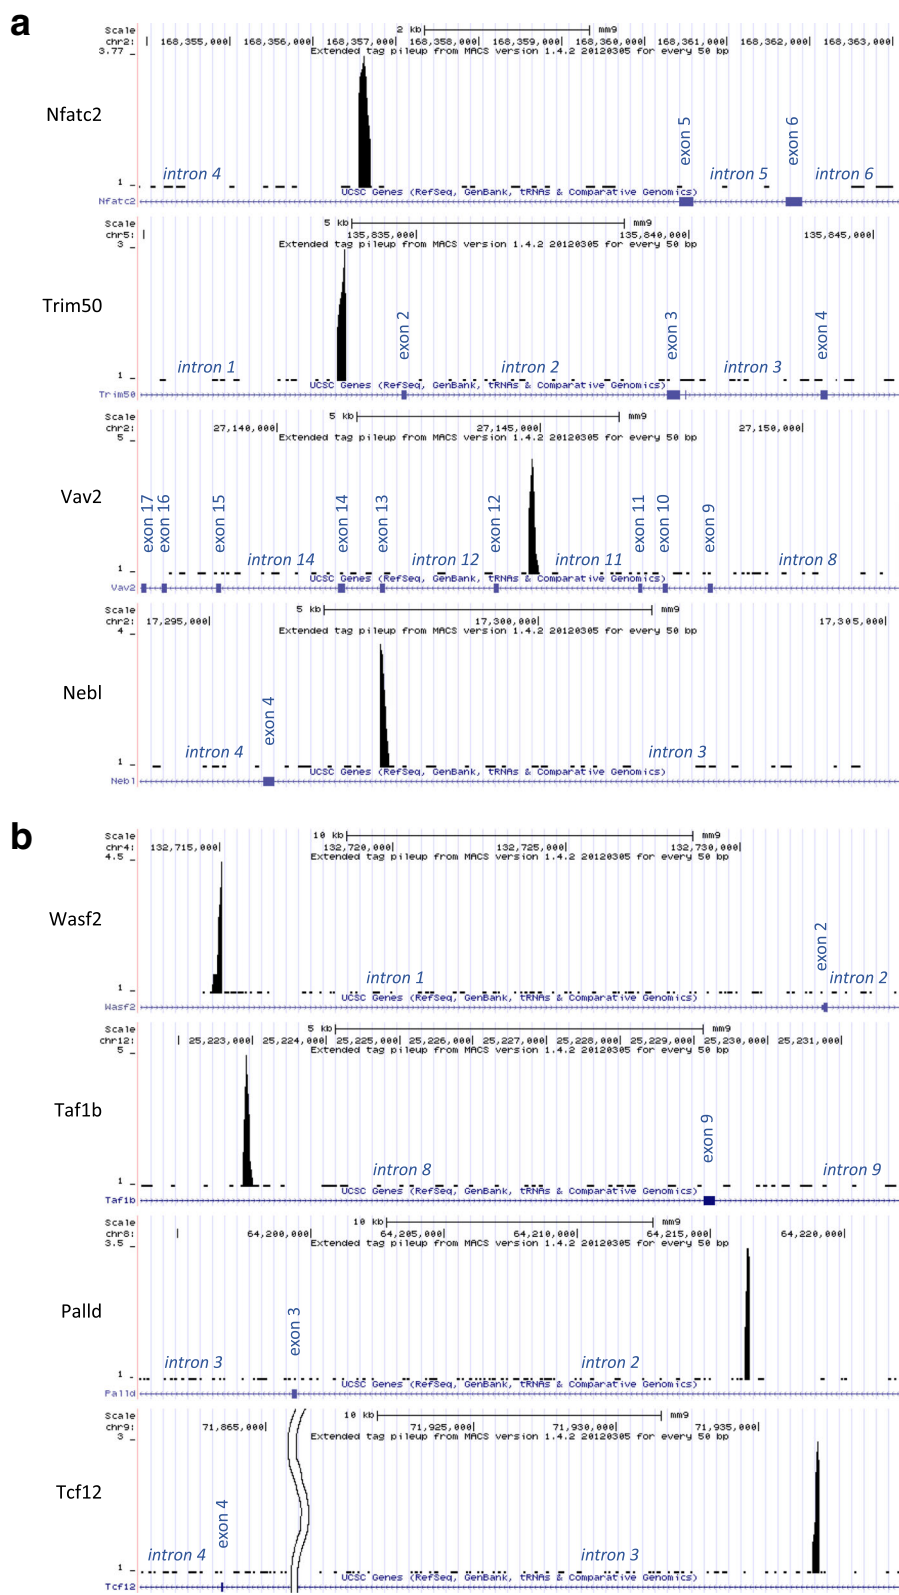 a
Scale 2 kb mm9
chr2: 168,355,000 168,356,000 168,357,000 168,358,000 168,359,000 168,360,000 168,361,000 168,362,000 168,363,000
3.77 _ Extended tag pileup from MACS version 1.4.2 20120305 for every 50 bp
Nfatc2
exon 5
exon 6
intron 4
intron 5
intron 6
1 _
UCSC Genes (RefSeq, GenBank, tRNAs & Comparative Genomics)
Nfatc2
Scale 5 kb mm9
chr5: 135,835,000 135,840,000 135,845,000
3 _ Extended tag pileup from MACS version 1.4.2 20120305 for every 50 bp
Trim50
exon 2
exon 3
exon 4
intron 1
intron 2
intron 3
1 _
UCSC Genes (RefSeq, GenBank, tRNAs & Comparative Genomics)
Trim50
Scale 5 kb mm9
chr2: 27,140,000 27,145,000 27,150,000
5 _ Extended tag pileup from MACS version 1.4.2 20120305 for every 50 bp
Vav2
exon 17
exon 16
exon 15
exon 14
exon 13
exon 12
exon 11
exon 10
exon 9
intron 14
intron 12
intron 11
intron 8
1 _
UCSC Genes (RefSeq, GenBank, tRNAs & Comparative Genomics)
Vav2
Scale 5 kb mm9
chr2: 17,295,000 17,300,000 17,305,000
4 _ Extended tag pileup from MACS version 1.4.2 20120305 for every 50 bp
Nebl
exon 4
intron 4
intron 3
1 _
UCSC Genes (RefSeq, GenBank, tRNAs & Comparative Genomics)
Nebl
b
Scale 10 kb mm9
chr4: 132,715,000 132,720,000 132,725,000 132,730,000
4.5 _ Extended tag pileup from MACS version 1.4.2 20120305 for every 50 bp
Wasf2
exon 2
intron 1
intron 2
1 _
UCSC Genes (RefSeq, GenBank, tRNAs & Comparative Genomics)
Wasf2
Scale 5 kb mm9
chr12: 25,223,000 25,224,000 25,225,000 25,226,000 25,227,000 25,228,000 25,229,000 25,230,000 25,231,000
5 _ Extended tag pileup from MACS version 1.4.2 20120305 for every 50 bp
Taf1b
exon 9
intron 8
intron 9
1 _
UCSC Genes (RefSeq, GenBank, tRNAs & Comparative Genomics)
Taf1b
Scale 10 kb mm9
chr8: 64,200,000 64,205,000 64,210,000 64,215,000 64,220,000
3.5 _ Extended tag pileup from MACS version 1.4.2 20120305 for every 50 bp
Palld
exon 3
intron 3
intron 2
1 _
UCSC Genes (RefSeq, GenBank, tRNAs & Comparative Genomics)
Palld
Scale 10 kb mm9
chr9: 71,865,000 71,925,000 71,930,000 71,935,000
3 _ Extended tag pileup from MACS version 1.4.2 20120305 for every 50 bp
Tcf12
exon 4
intron 4
intron 3
1 _
UCSC Genes (RefSeq, GenBank, tRNAs & Comparative Genomics)
Tcf12